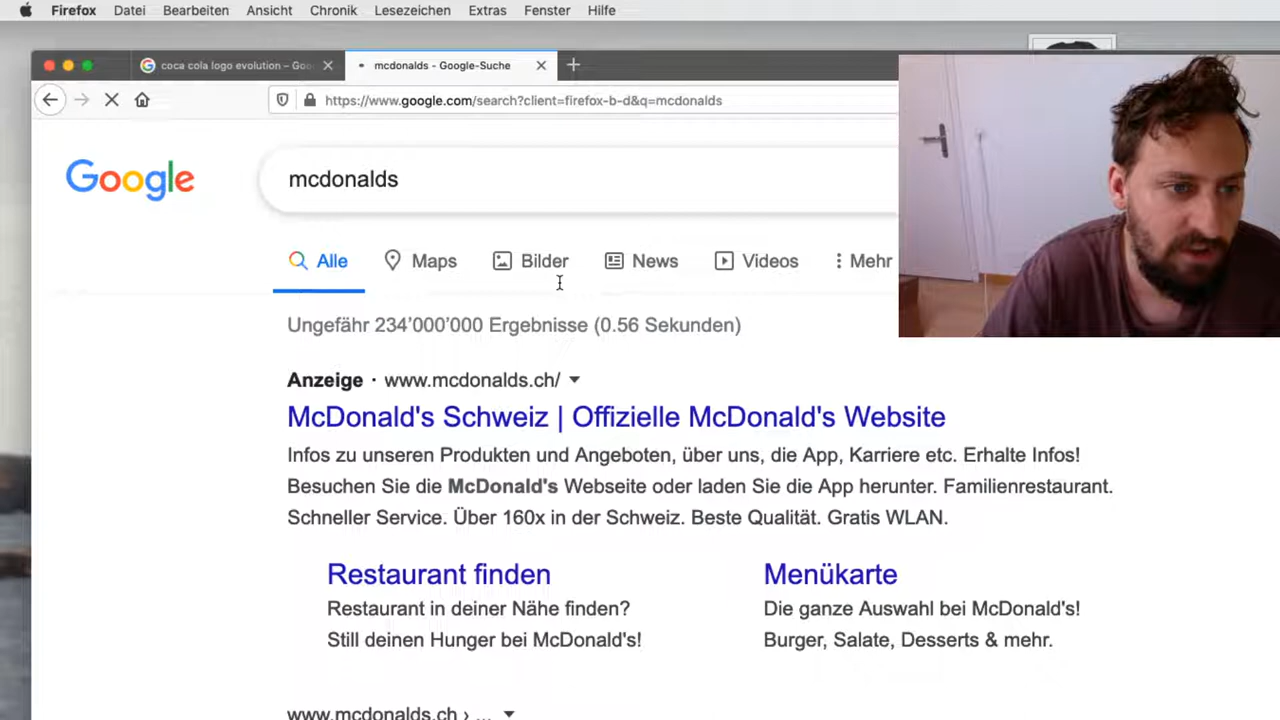 Firefox Datei Bearbeiten Ansicht Chronik Lesezeichen Extras Fenster Hilfe
coca cola logo evolution – Goo
mcdonalds - Google-Suche
https://www.google.com/search?client=firefox-b-d&q=mcdonalds
Google
mcdonalds
Alle Maps Bilder News Videos Mehr
Ungefähr 234’000’000 Ergebnisse (0.56 Sekunden)
Anzeige · www.mcdonalds.ch/
McDonald's Schweiz | Offizielle McDonald's Website
Infos zu unseren Produkten und Angeboten, über uns, die App, Karriere etc. Erhalte Infos!
Besuchen Sie die McDonald's Webseite oder laden Sie die App herunter. Familienrestaurant.
Schneller Service. Über 160x in der Schweiz. Beste Qualität. Gratis WLAN.
Restaurant finden Menükarte
Restaurant in deiner Nähe finden? Die ganze Auswahl bei McDonald's!
Still deinen Hunger bei McDonald's! Burger, Salate, Desserts & mehr.
www.mcdonalds.ch › ...